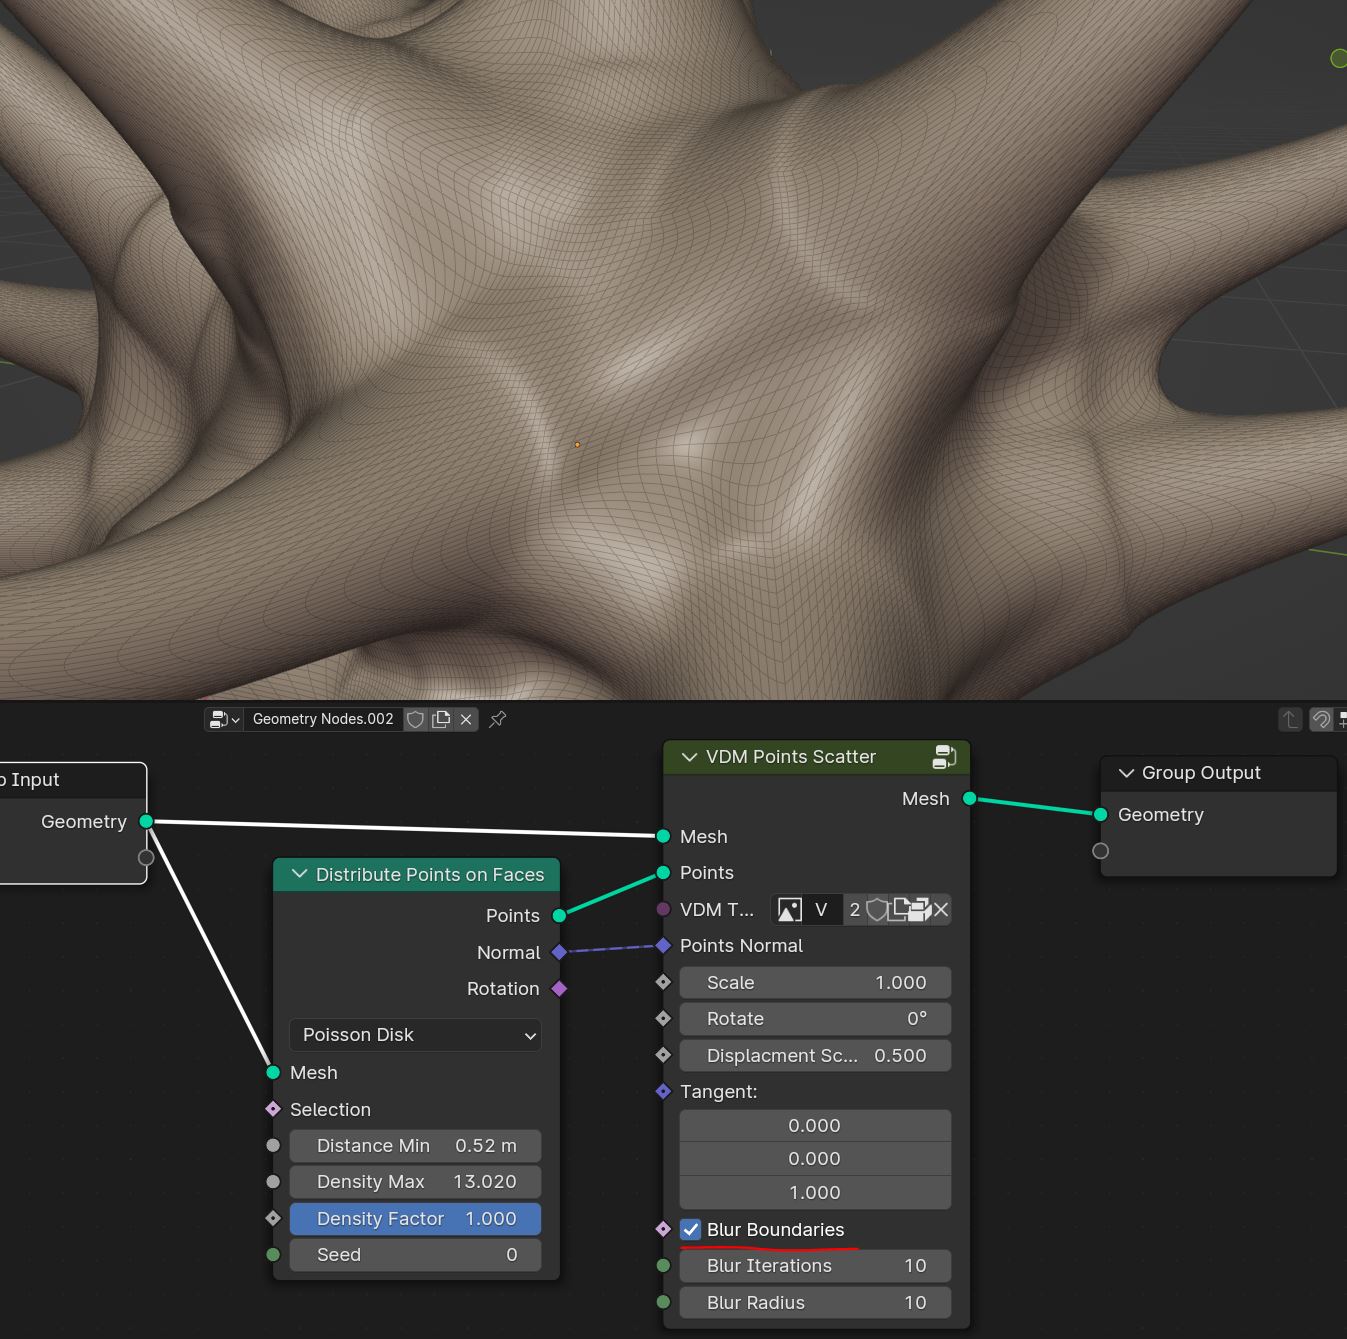 Geometry Nodes.002
p Input
Geometry
Distribute Points on Faces
Points
Normal
Rotation
Poisson Disk
Mesh
Selection
Distance Min 0.52 m
Density Max 13.020
Density Factor 1.000
Seed 0
VDM Points Scatter
Mesh
Mesh
Points
VDM T... V 2
Points Normal
Scale 1.000
Rotate 0°
Displacment Sc... 0.500
Tangent:
0.000
0.000
1.000
Blur Boundaries
Blur Iterations 10
Blur Radius 10
Group Output
Geometry